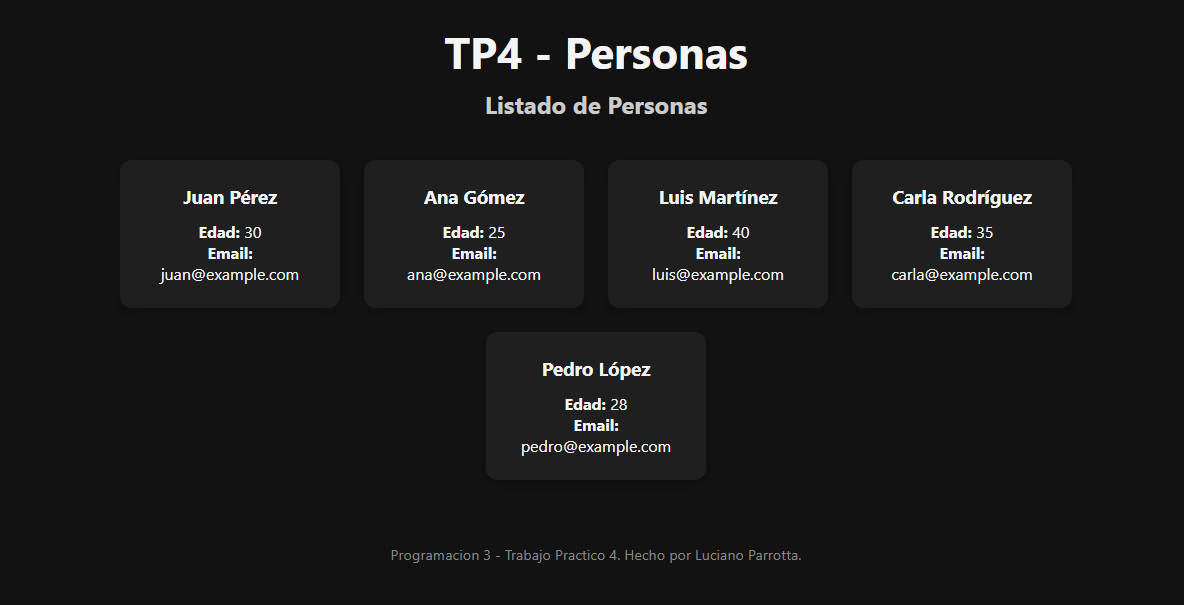 TP4 - Personas
Listado de Personas
Juan Pérez
Edad: 30
Email:
juan@example.com
Ana Gómez
Edad: 25
Email:
ana@example.com
Luis Martínez
Edad: 40
Email:
luis@example.com
Carla Rodríguez
Edad: 35
Email:
carla@example.com
Pedro López
Edad: 28
Email:
pedro@example.com
Programacion 3 - Trabajo Practico 4. Hecho por Luciano Parrotta.